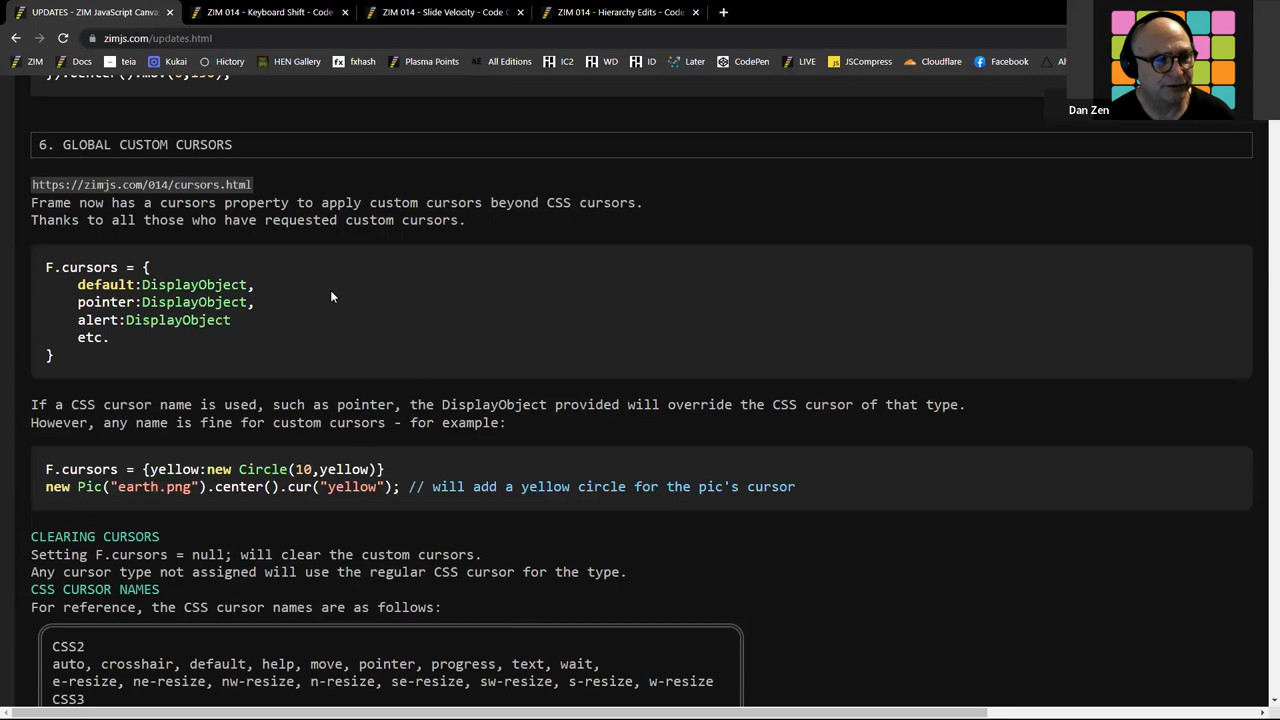 UPDATES - ZIM JavaScript Canvas
ZIM 014 - Keyboard Shift - Code
ZIM 014 - Slide Velocity - Code C
ZIM 014 - Hierarchy Edits - Code
zimjs.com/updates.html
ZIM
Docs
teia
Kukai
History
HEN Gallery
fxhash
Plasma Points
All Editions
IC2
WD
ID
Later
CodePen
LIVE
JSCompress
Cloudflare
Facebook
Dan Zen
6. GLOBAL CUSTOM CURSORS
https://zimjs.com/014/cursors.html
Frame now has a cursors property to apply custom cursors beyond CSS cursors.
Thanks to all those who have requested custom cursors.
F.cursors = {
default:DisplayObject,
pointer:DisplayObject,
alert:DisplayObject
etc.
}
If a CSS cursor name is used, such as pointer, the DisplayObject provided will override the CSS cursor of that type.
However, any name is fine for custom cursors - for example:
F.cursors = {yellow:new Circle(10,yellow)}
new Pic("earth.png").center().cur("yellow"); // will add a yellow circle for the pic's cursor
CLEARING CURSORS
Setting F.cursors = null; will clear the custom cursors.
Any cursor type not assigned will use the regular CSS cursor for the type.
CSS CURSOR NAMES
For reference, the CSS cursor names are as follows:
CSS2
auto, crosshair, default, help, move, pointer, progress, text, wait,
e-resize, ne-resize, nw-resize, n-resize, se-resize, sw-resize, s-resize, w-resize
CSS3